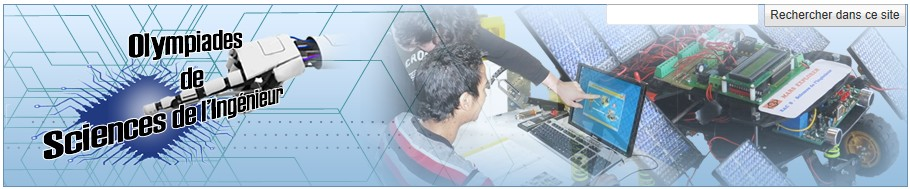 Rechercher dans ce site
Olympiades
de
Sciences de l'Ingénieur